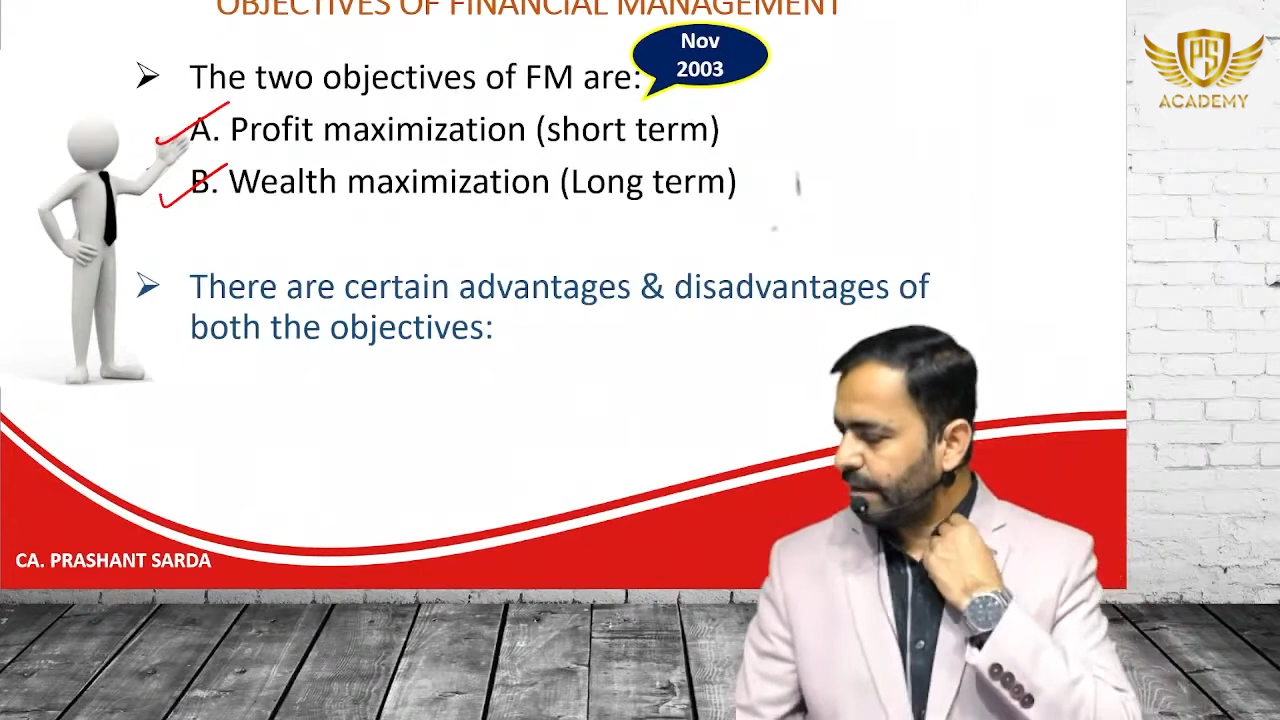 OBJECTIVES OF FINANCIAL MANAGEMENT
Nov
2003
The two objectives of FM are:
A. Profit maximization (short term)
B. Wealth maximization (Long term)
There are certain advantages & disadvantages of
both the objectives:
CA. PRASHANT SARDA
PS
ACADEMY